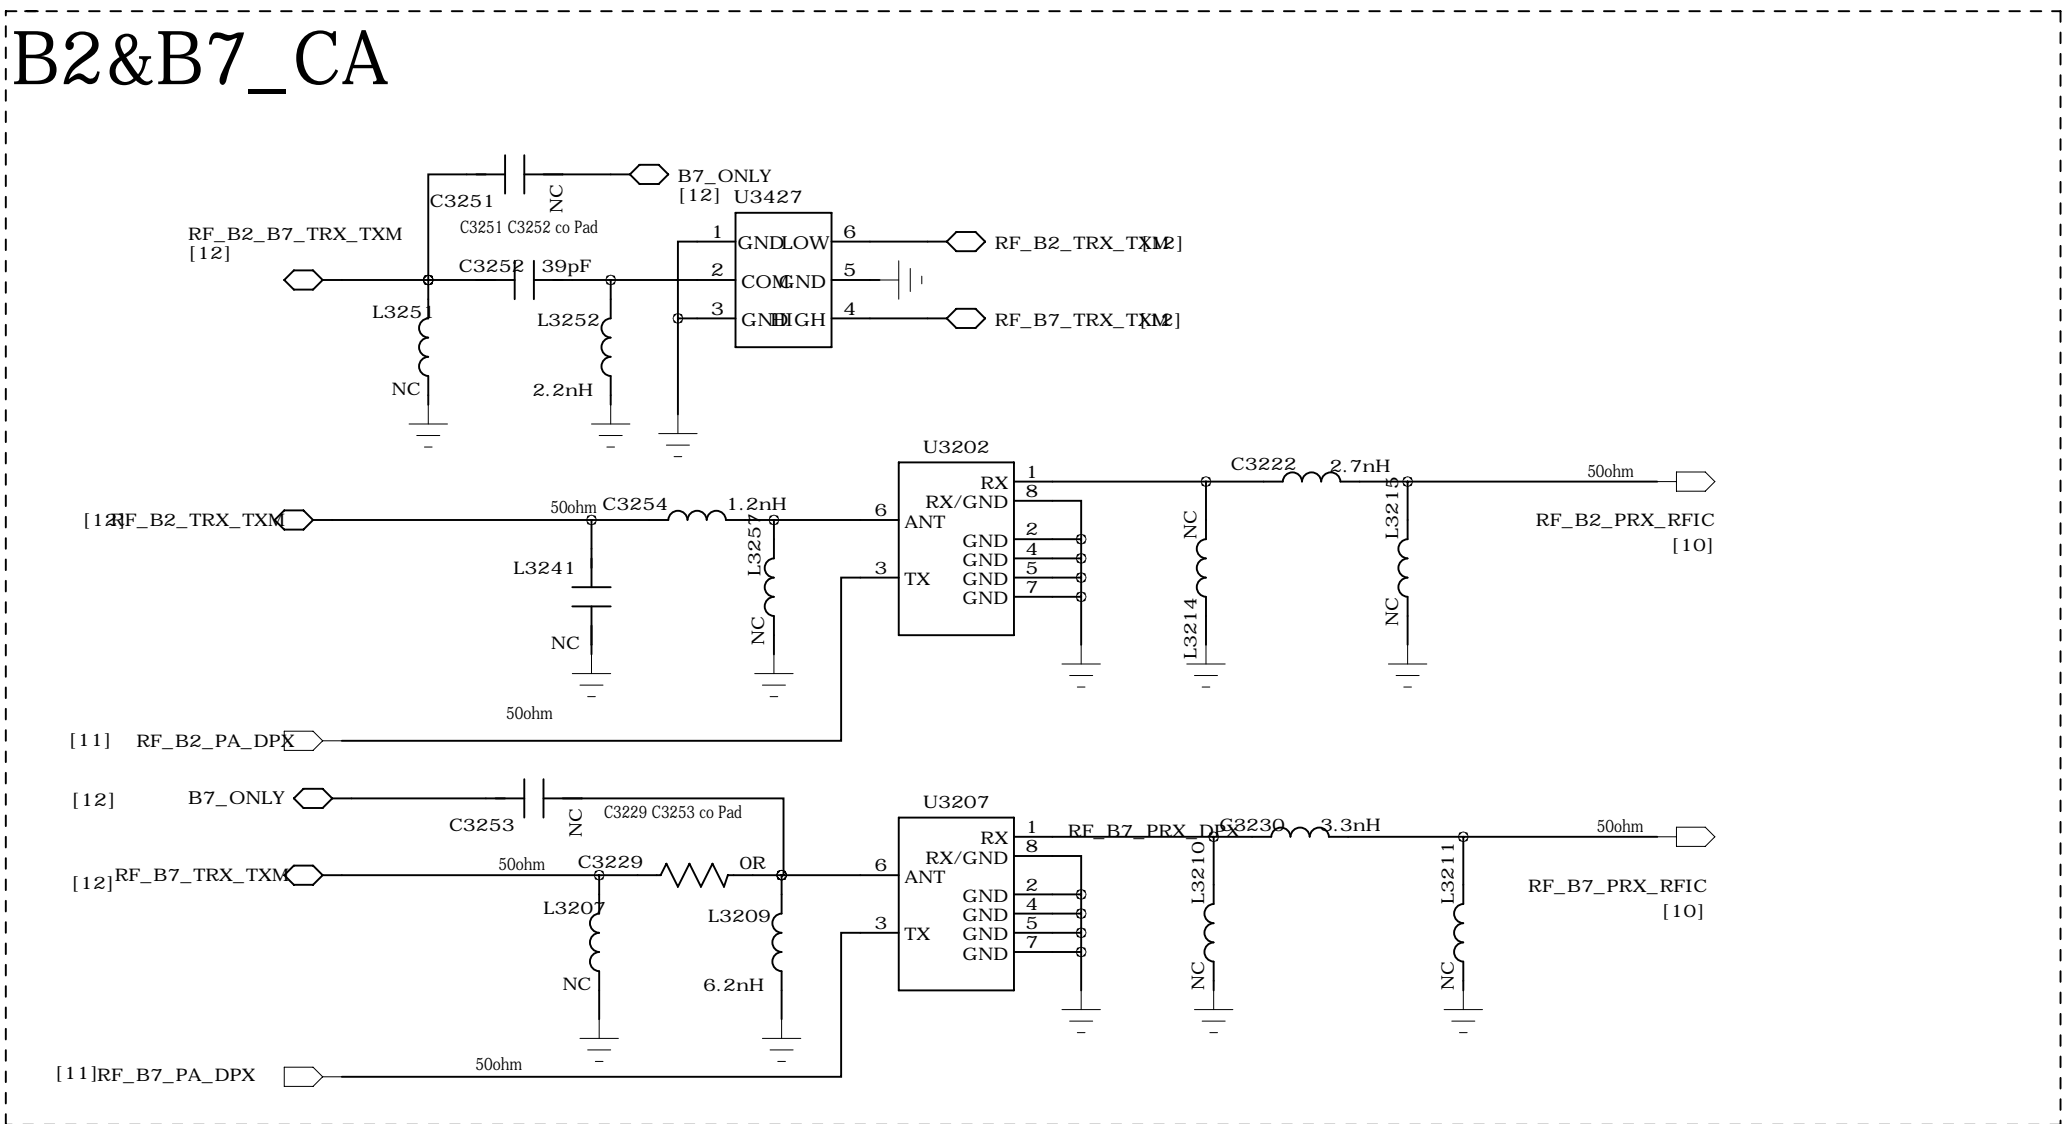 B2&B7_CA
B7_ONLY
[12]
C3251
NC
C3251 C3252 co Pad
U3427
RF_B2_B7_TRX_TXM
[12]
C3252 39pF
L3251
NC
L3252
2.2nH
1 GND LOW 6
2 COM GND 5
3 GND HIGH 4
RF_B2_TRX_TXM [12]
RF_B7_TRX_TXM [12]
U3202
[12] RF_B2_TRX_TXM
50ohm C3254 1.2nH
L3241
NC
L3257
NC
6 ANT
3 TX
RX 1
RX/GND 8
GND 2
GND 4
GND 5
GND 7
C3222 2.7nH
NC
L3214
L3215
NC
50ohm
RF_B2_PRX_RFIC
[10]
50ohm
[11] RF_B2_PA_DPX
[12] B7_ONLY
C3253
NC
C3229 C3253 co Pad
U3207
[12] RF_B7_TRX_TXM
50ohm C3229 0R
L3207
NC
L3209
6.2nH
6 ANT
3 TX
RX 1
RX/GND 8
GND 2
GND 4
GND 5
GND 7
RF_B7_PRX_DPX
C3230 3.3nH
L3210
NC
L3211
NC
50ohm
RF_B7_PRX_RFIC
[10]
50ohm
[11] RF_B7_PA_DPX